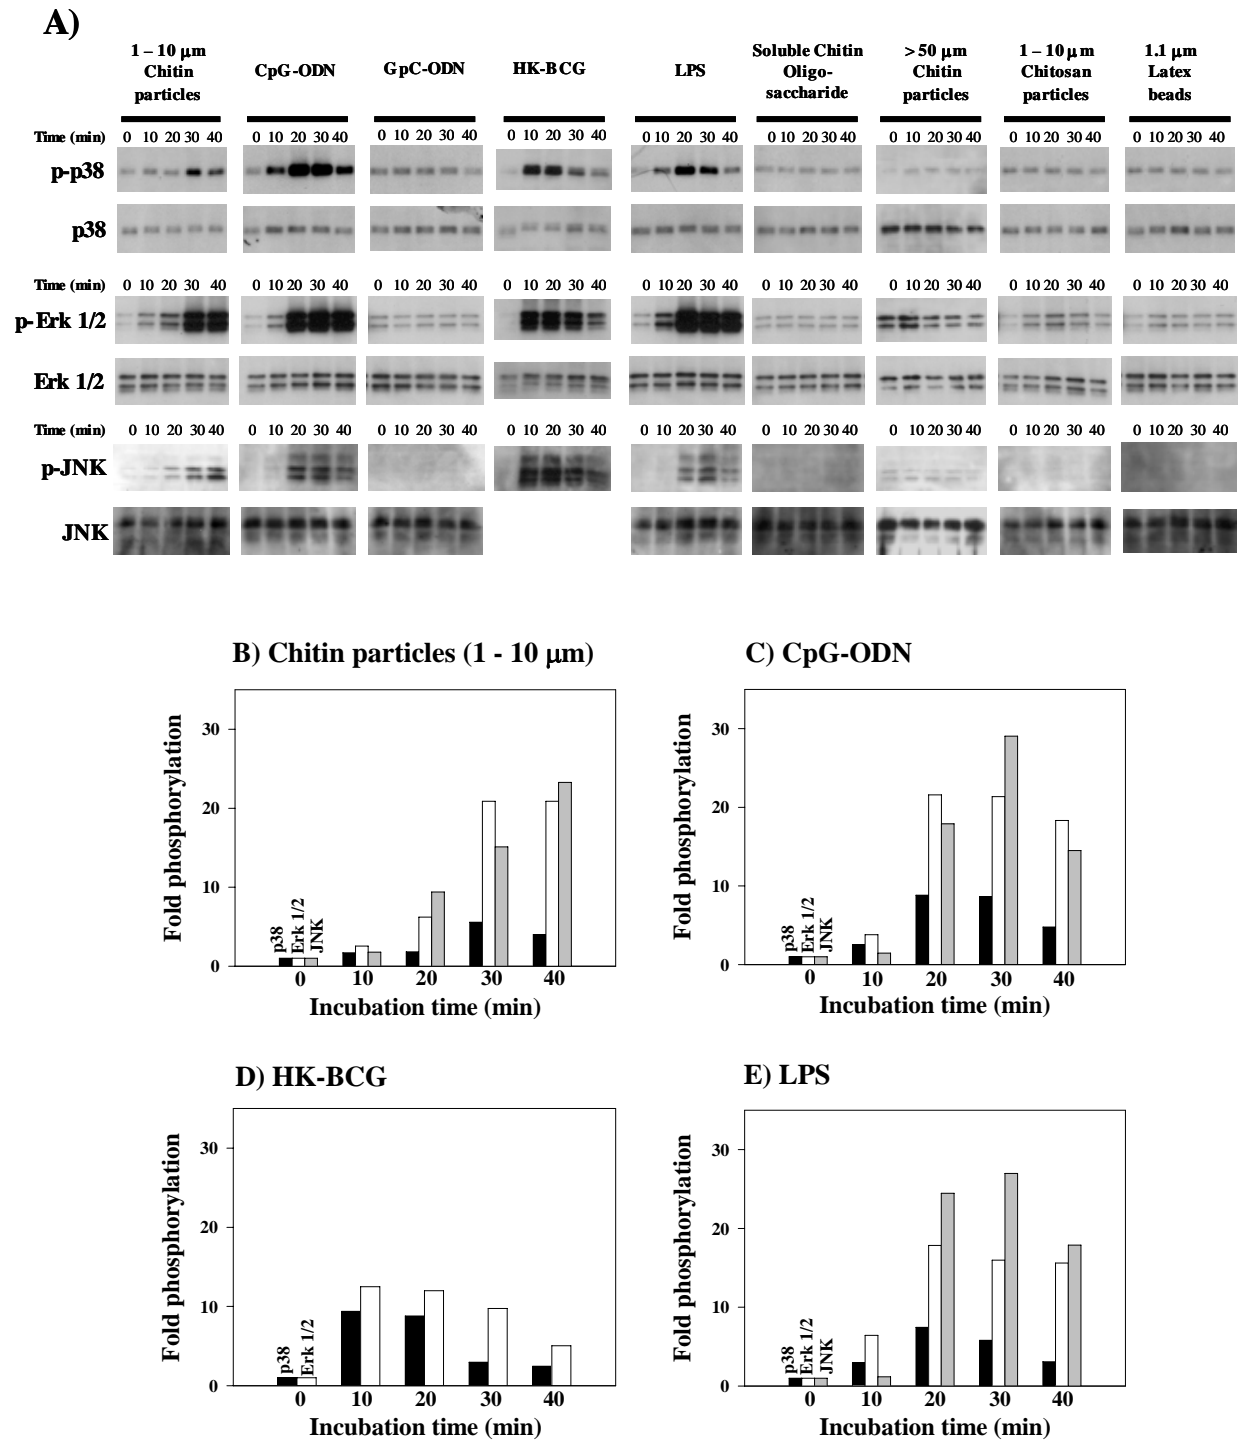 A)
1 – 10 µm Chitin particles
CpG-ODN
GpC-ODN
HK-BCG
LPS
Soluble Chitin Oligo-saccharide
> 50 µm Chitin particles
1 – 10 µm Chitosan particles
1.1 µm Latex beads
Time (min) 0 10 20 30 40 0 10 20 30 40 0 10 20 30 40 0 10 20 30 40 0 10 20 30 40 0 10 20 30 40 0 10 20 30 40 0 10 20 30 40 0 10 20 30 40
p-p38
p38
Time (min) 0 10 20 30 40 0 10 20 30 40 0 10 20 30 40 0 10 20 30 40 0 10 20 30 40 0 10 20 30 40 0 10 20 30 40 0 10 20 30 40 0 10 20 30 40
p-Erk 1/2
Erk 1/2
Time (min) 0 10 20 30 40 0 10 20 30 40 0 10 20 30 40 0 10 20 30 40 0 10 20 30 40 0 10 20 30 40 0 10 20 30 40 0 10 20 30 40 0 10 20 30 40
p-JNK
JNK
B) Chitin particles (1 - 10 µm)
Fold phosphorylation
30
20
10
0
p38
Erk 1/2
JNK
0 10 20 30 40
Incubation time (min)
C) CpG-ODN
Fold phosphorylation
30
20
10
0
p38
Erk 1/2
JNK
0 10 20 30 40
Incubation time (min)
D) HK-BCG
Fold phosphorylation
30
20
10
0
p38
Erk 1/2
0 10 20 30 40
Incubation time (min)
E) LPS
Fold phosphorylation
30
20
10
0
p38
Erk 1/2
JNK
0 10 20 30 40
Incubation time (min)